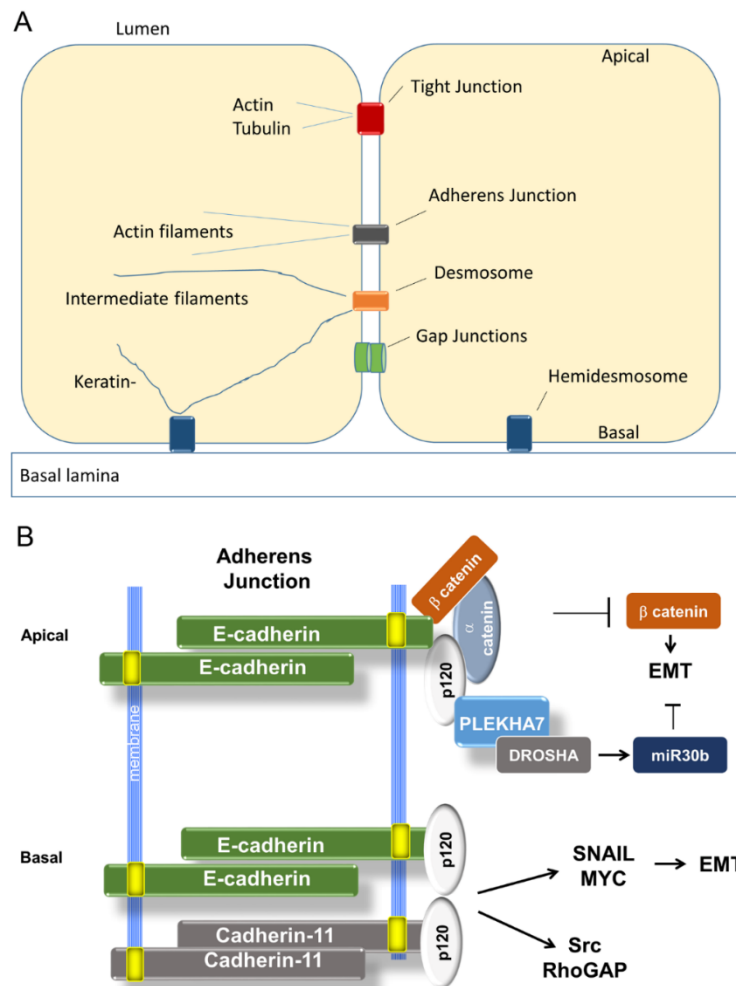 A
Lumen
Apical
Tight Junction
Actin
Tubulin
Adherens Junction
Actin filaments
Desmosome
Intermediate filaments
Gap Junctions
Keratin-
Hemidesmosome
Basal
Basal lamina
B
Adherens
Junction
β catenin
α
catenin
β catenin
Apical
E-cadherin
E-cadherin
p120
EMT
membrane
PLEKHA7
DROSHA
miR30b
Basal
E-cadherin
p120
E-cadherin
SNAIL
MYC
EMT
Cadherin-11
p120
Cadherin-11
Src
RhoGAP